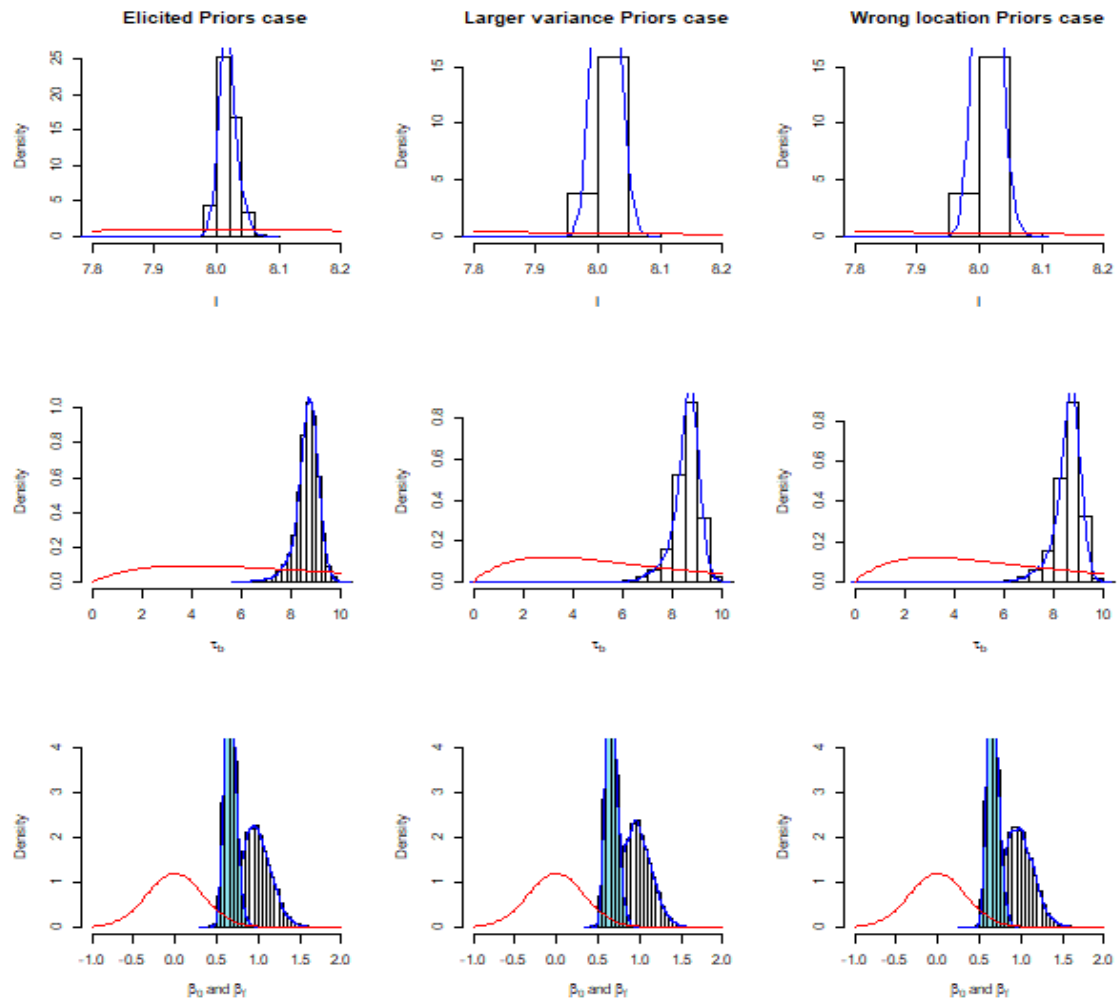 Elicited Priors case
Larger variance Priors case
Wrong location Priors case
Density
0 5 10 15 20 25
7.8 7.9 8.0 8.1 8.2
l
Density
0 5 10 15
7.8 7.9 8.0 8.1 8.2
l
Density
0 5 10 15
7.8 7.9 8.0 8.1 8.2
l
Density
0.0 0.2 0.4 0.6 0.8 1.0
0 2 4 6 8 10
τb
Density
0.0 0.2 0.4 0.6 0.8
0 2 4 6 8 10
τb
Density
0.0 0.2 0.4 0.6 0.8
0 2 4 6 8 10
τb
Density
0 1 2 3 4
-1.0 -0.5 0.0 0.5 1.0 1.5 2.0
β0 and βf
Density
0 1 2 3 4
-1.0 -0.5 0.0 0.5 1.0 1.5 2.0
β0 and βf
Density
0 1 2 3 4
-1.0 -0.5 0.0 0.5 1.0 1.5 2.0
β0 and βf